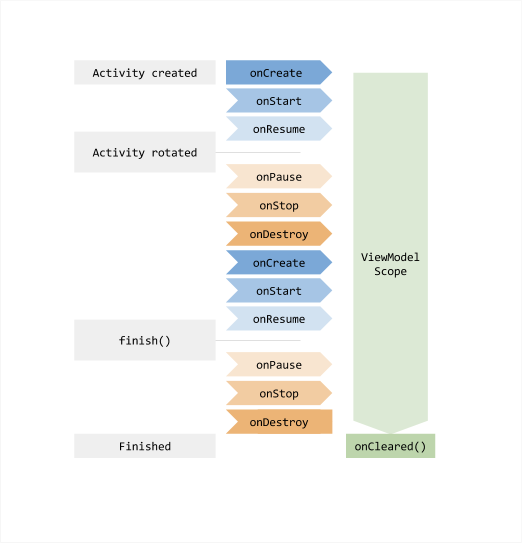 Activity created
onCreate
onStart
onResume
Activity rotated
onPause
onStop
onDestroy
onCreate
ViewModel
Scope
onStart
onResume
finish()
onPause
onStop
onDestroy
Finished
onCleared()